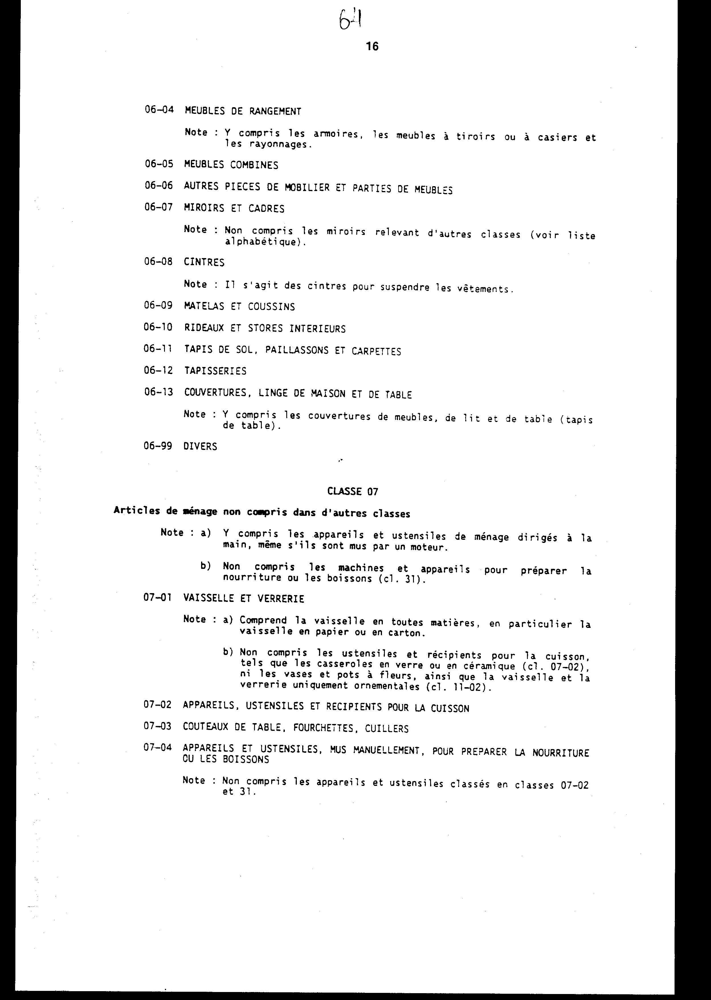 64
16
06-04 MEUBLES DE RANGEMENT
Note : Y compris les armoires, les meubles à tiroirs ou à casiers et
les rayonnages.
06-05 MEUBLES COMBINES
06-06 AUTRES PIECES DE MOBILIER ET PARTIES DE MEUBLES
06-07 MIROIRS ET CADRES
Note : Non compris les miroirs relevant d'autres classes (voir liste
alphabétique).
06-08 CINTRES
Note : Il s'agit des cintres pour suspendre les vêtements.
06-09 MATELAS ET COUSSINS
06-10 RIDEAUX ET STORES INTERIEURS
06-11 TAPIS DE SOL, PAILLASSONS ET CARPETTES
06-12 TAPISSERIES
06-13 COUVERTURES, LINGE DE MAISON ET DE TABLE
Note : Y compris les couvertures de meubles, de lit et de table (tapis
de table).
06-99 DIVERS
CLASSE 07
Articles de ménage non compris dans d'autres classes
Note : a) Y compris les appareils et ustensiles de ménage dirigés à la
main, même s'ils sont mus par un moteur.
b) Non compris les machines et appareils pour préparer la
nourriture ou les boissons (cl. 31).
07-01 VAISSELLE ET VERRERIE
Note : a) Comprend la vaisselle en toutes matières, en particulier la
vaisselle en papier ou en carton.
b) Non compris les ustensiles et récipients pour la cuisson,
tels que les casseroles en verre ou en céramique (cl. 07-02),
ni les vases et pots à fleurs, ainsi que la vaisselle et la
verrerie uniquement ornementales (cl. 11-02).
07-02 APPAREILS, USTENSILES ET RECIPIENTS POUR LA CUISSON
07-03 COUTEAUX DE TABLE, FOURCHETTES, CUILLERS
07-04 APPAREILS ET USTENSILES, MUS MANUELLEMENT, POUR PREPARER LA NOURRITURE
OU LES BOISSONS
Note : Non compris les appareils et ustensiles classés en classes 07-02
et 31.